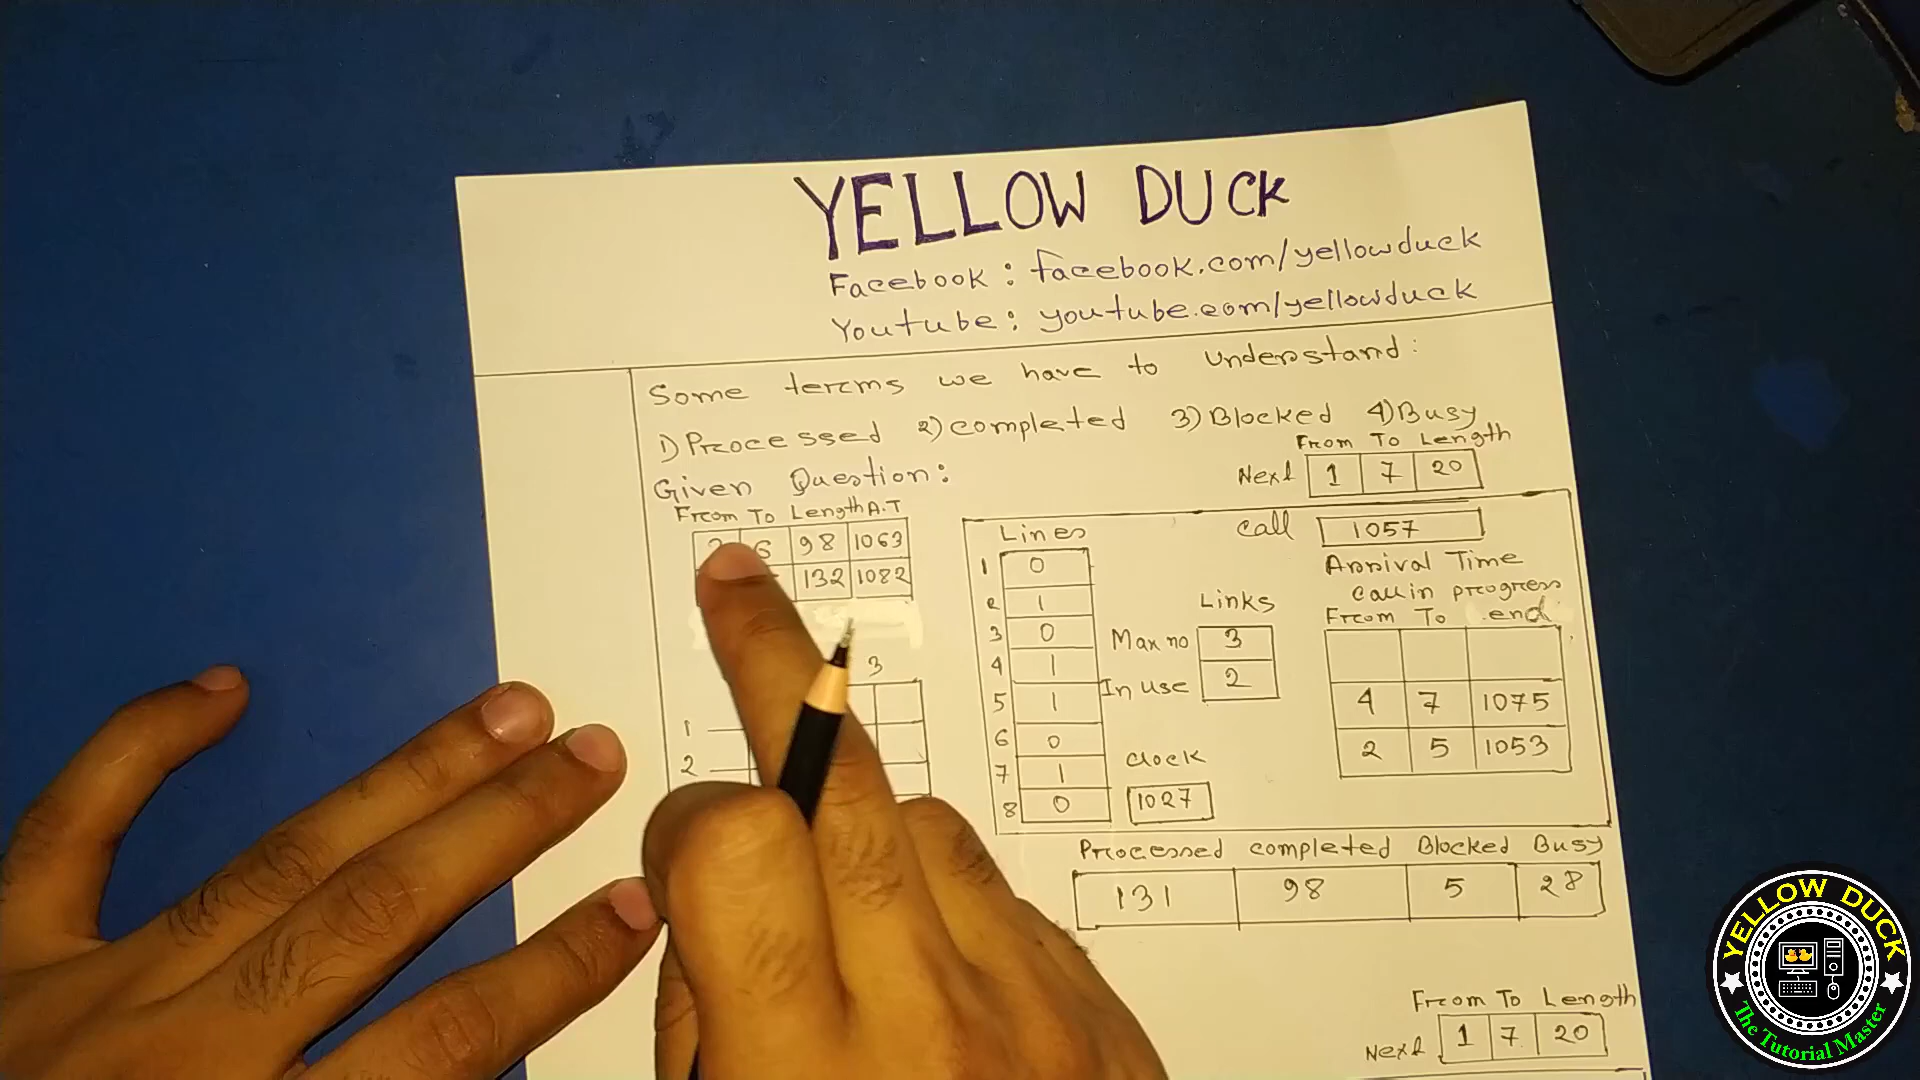 YELLOW DUCK
Facebook : facebook.com/yellowduck
Youtube : youtube.com/yellowduck
Some terms we have to understand:
1) Processed 2) completed 3) Blocked 4) Busy
Given Question:
From To Length A.T
6 98 1063
132 1082
3
1
2
From To Length
Next 1 7 20
call 1057
Arrival Time
Lines
1 0
2 1
3 0
4 1
5 1
6 0
7 1
8 0
Links
Max no 3
In use 2
clock
1027
call in progress
From To end
4 7 1075
2 5 1053
Processed completed Blocked Busy
131 98 5 28
From To Length
Next 1 7 20
YELLOW DUCK
The Tutorial Master